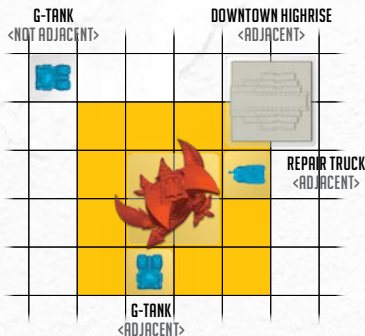 G-TANK
<NOT ADJACENT>
DOWNTOWN HIGHRISE
<ADJACENT>
REPAIR TRUCK
<ADJACENT>
G-TANK
<ADJACENT>